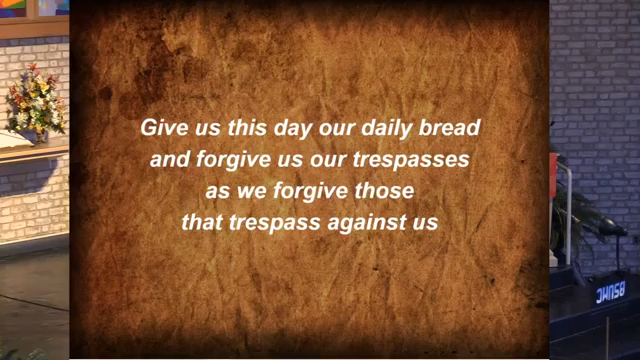 Give us this day our daily bread
and forgive us our trespasses
as we forgive those
that trespass against us
BSUMC